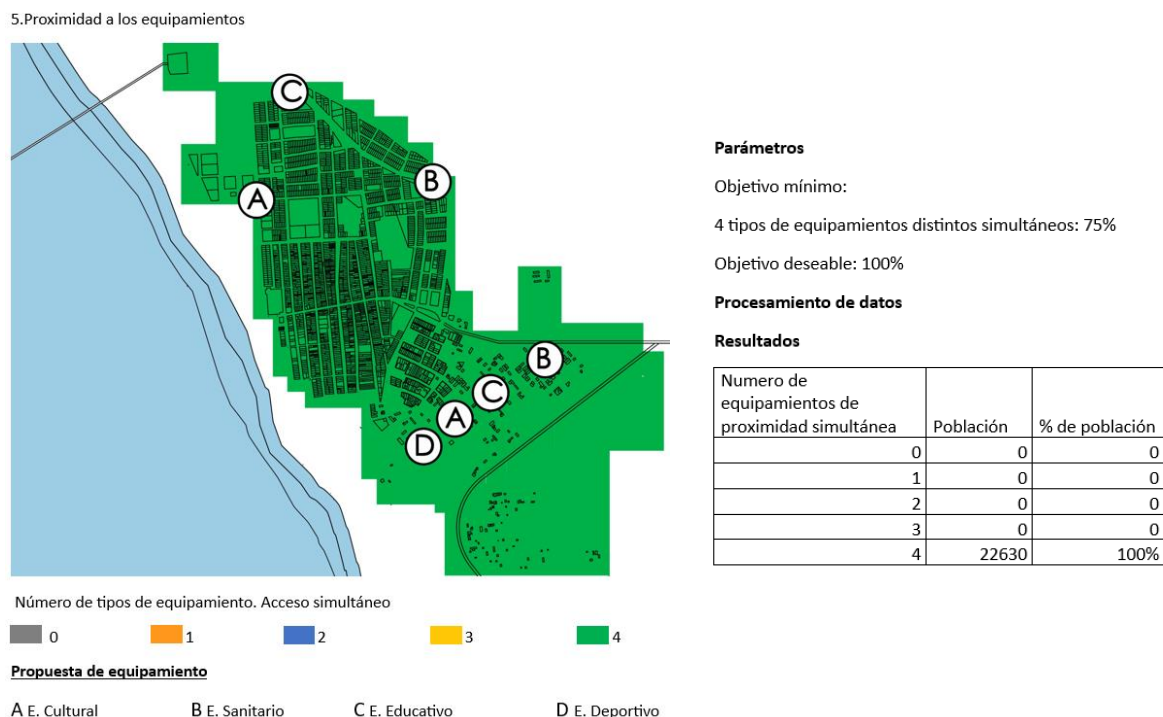 5.Proximidad a los equipamientos
C
B
A
B
C
A
D
Número de tipos de equipamiento. Acceso simultáneo
0 1 2 3 4
Propuesta de equipamiento
A E. Cultural B E. Sanitario C E. Educativo D E. Deportivo
Parámetros
Objetivo mínimo:
4 tipos de equipamientos distintos simultáneos: 75%
Objetivo deseable: 100%
Procesamiento de datos
Resultados
Numero de
equipamientos de
proximidad simultánea Población % de población
0 0 0
1 0 0
2 0 0
3 0 0
4 22630 100%